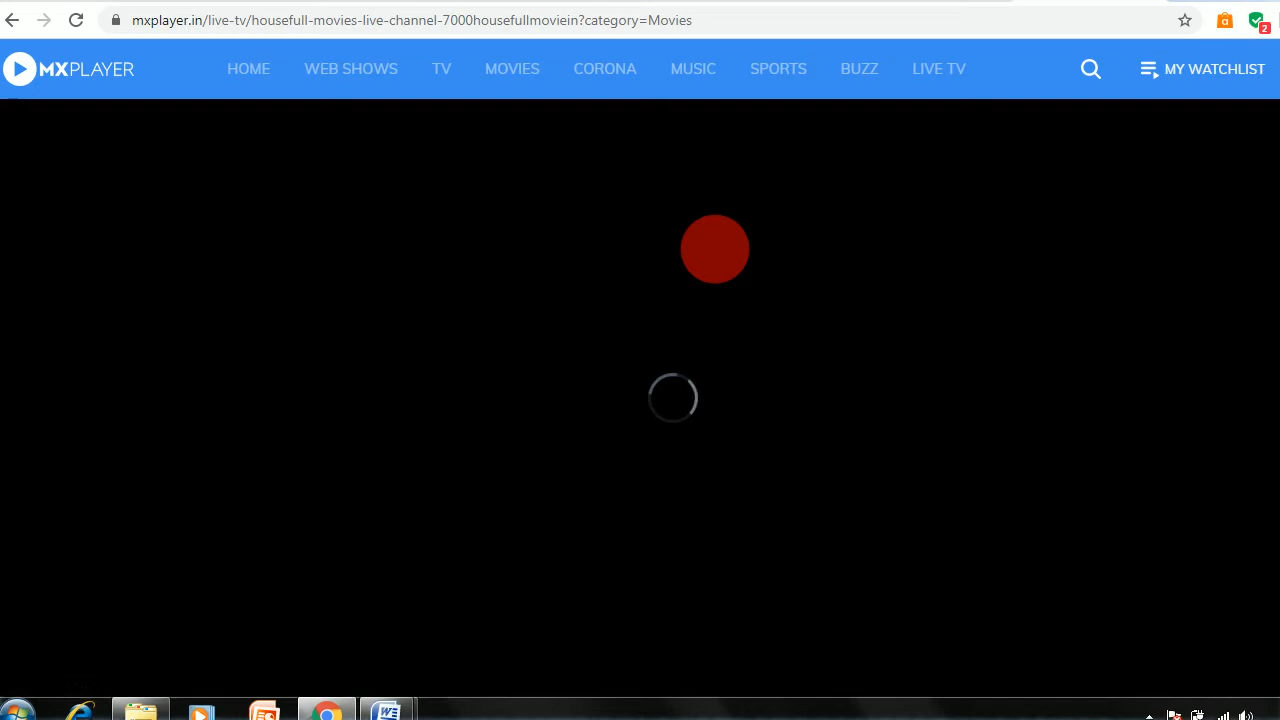 mxplayer.in/live-tv/housefull-movies-live-channel-7000housefullmoviein?category=Movies
2
MXPLAYER HOME WEB SHOWS TV MOVIES CORONA MUSIC SPORTS BUZZ LIVE TV MY WATCHLIST